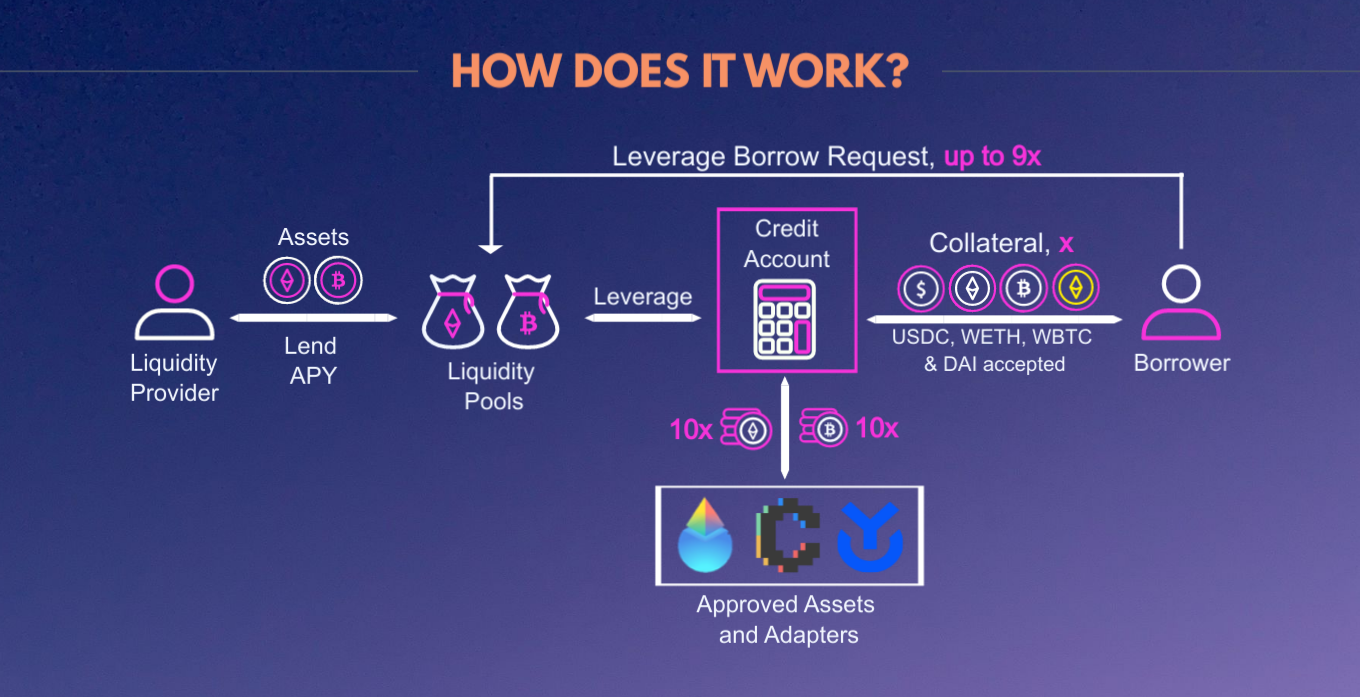 HOW DOES IT WORK?
Leverage Borrow Request, up to 9x
Assets
Lend
APY
Liquidity
Provider
Liquidity
Pools
Leverage
Credit
Account
Collateral, x
USDC, WETH, WBTC
& DAI accepted
Borrower
10x
10x
Approved Assets
and Adapters